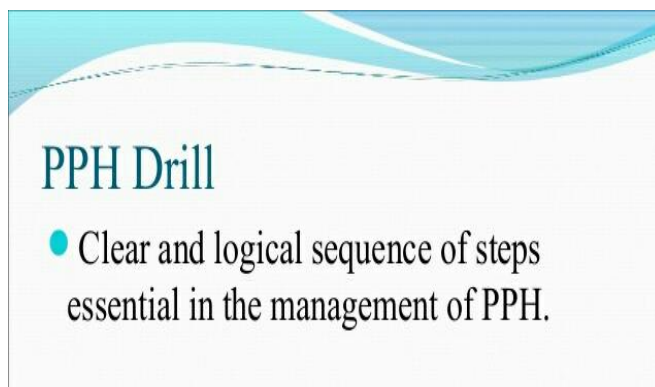 PPH Drill
Clear and logical sequence of steps
essential in the management of PPH.